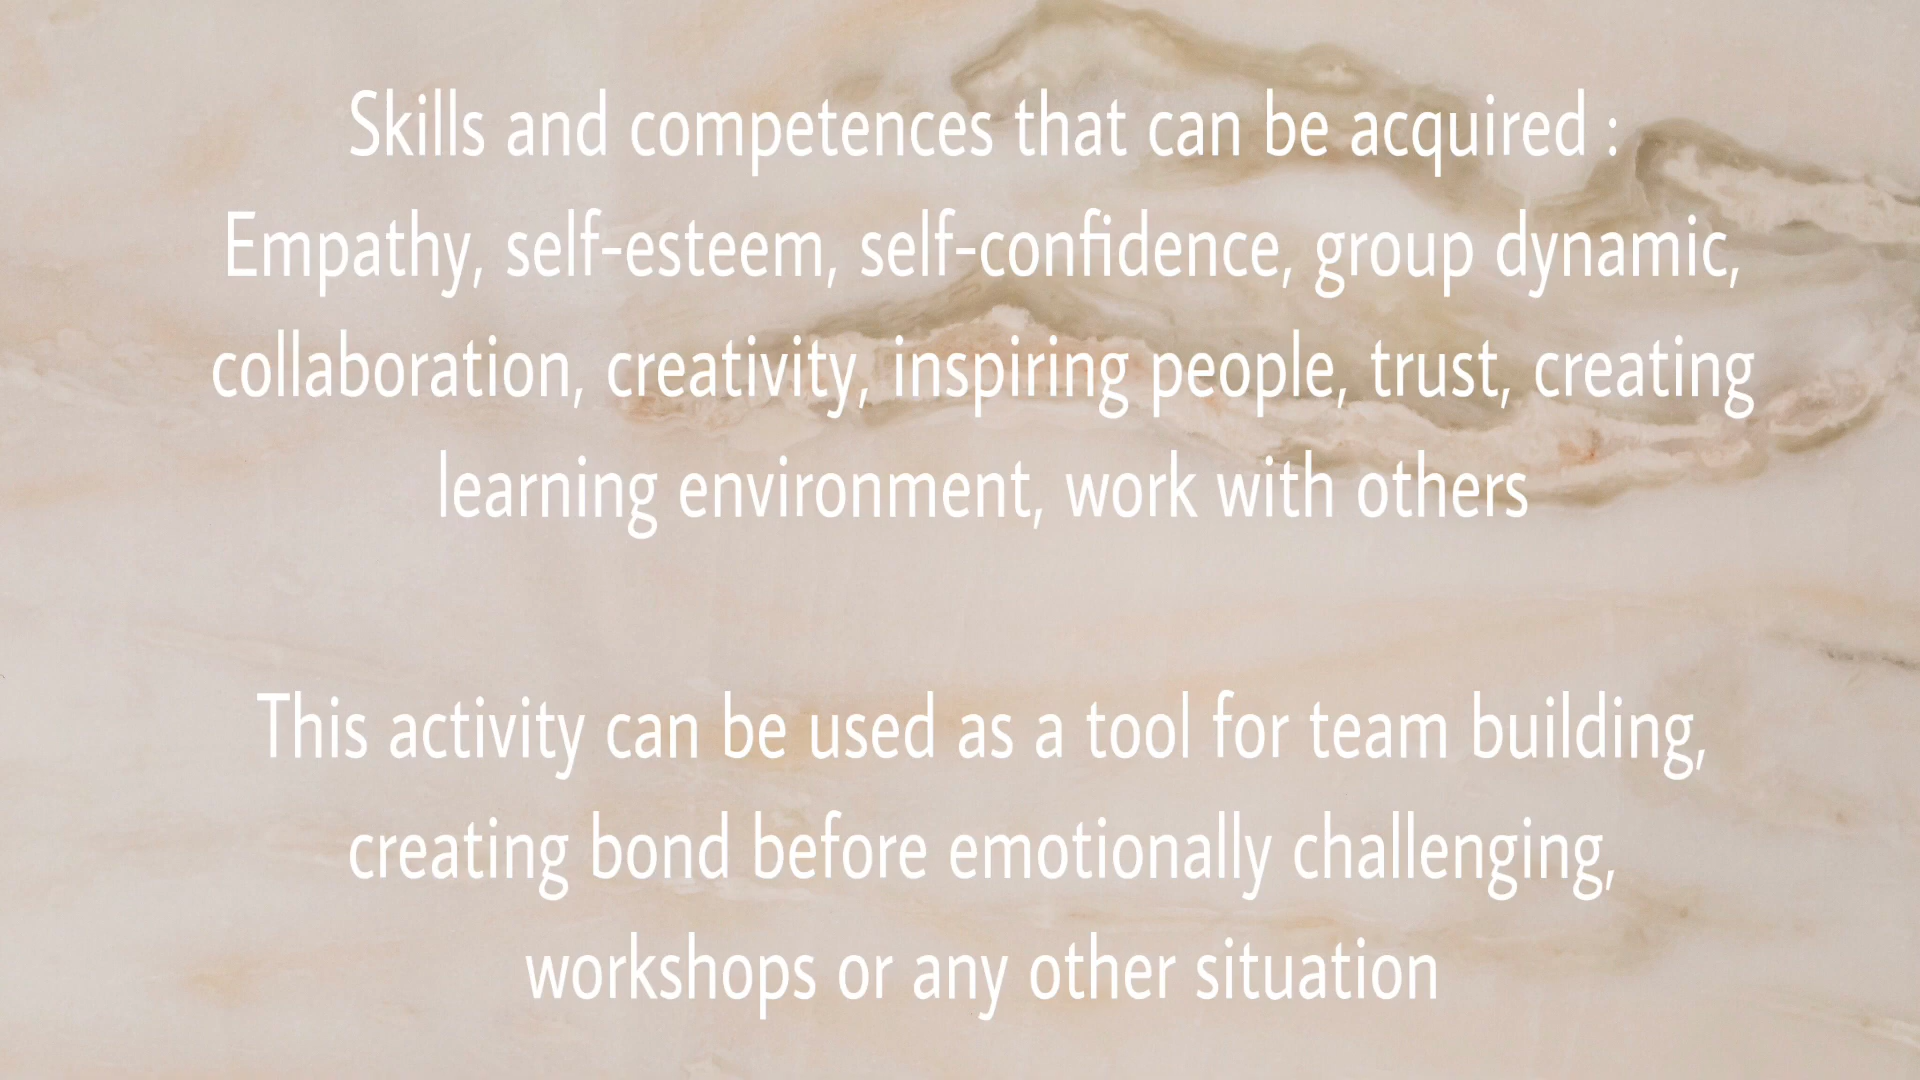 Skills and competences that can be acquired :
Empathy, self-esteem, self-confidence, group dynamic,
collaboration, creativity, inspiring people, trust, creating
learning environment, work with others
This activity can be used as a tool for team building,
creating bond before emotionally challenging,
workshops or any other situation